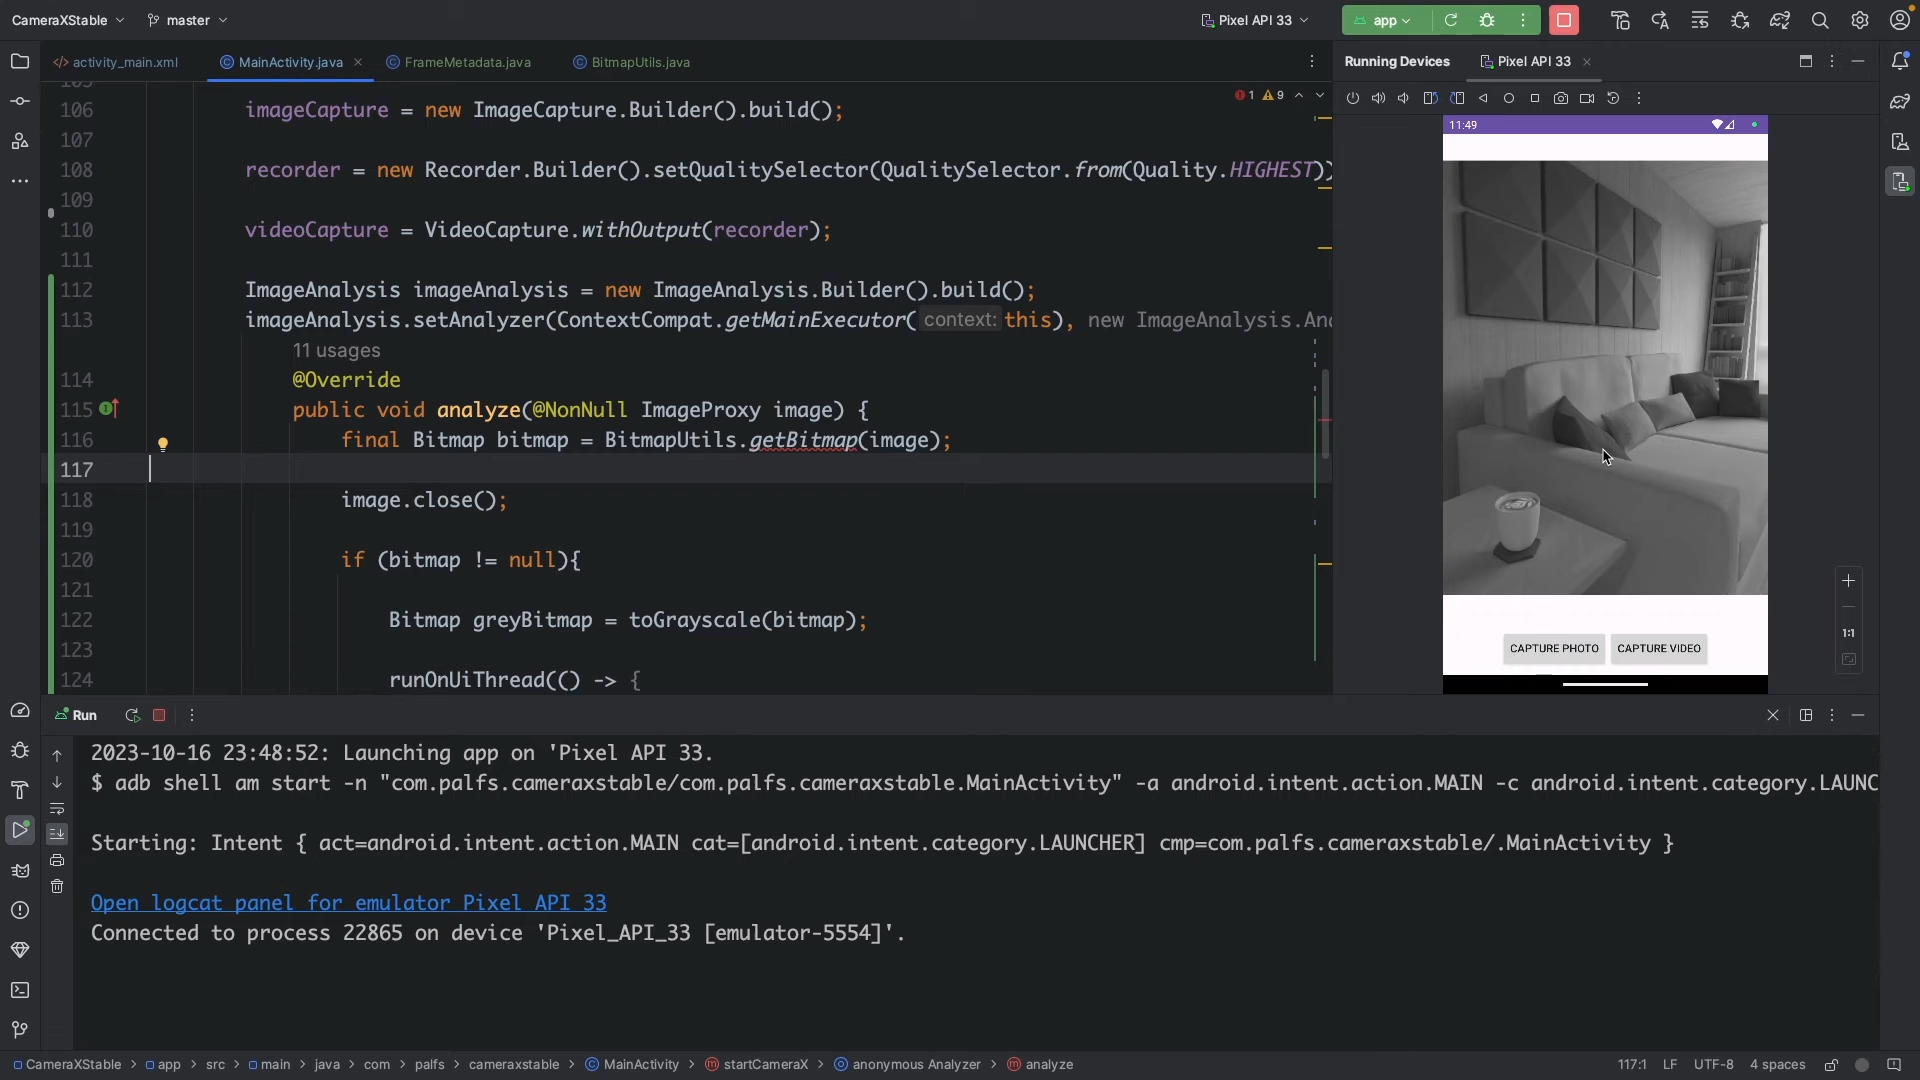 CameraXStable master Pixel API 33 app
activity_main.xml MainActivity.java FrameMetadata.java BitmapUtils.java
Running Devices Pixel API 33
1 9
106 imageCapture = new ImageCapture.Builder().build();
107
108 recorder = new Recorder.Builder().setQualitySelector(QualitySelector.from(Quality.HIGHEST))
109
110 videoCapture = VideoCapture.withOutput(recorder);
111
112 ImageAnalysis imageAnalysis = new ImageAnalysis.Builder().build();
113 imageAnalysis.setAnalyzer(ContextCompat.getMainExecutor( context: this), new ImageAnalysis.Ana
11 usages
114 @Override
115 public void analyze(@NonNull ImageProxy image) {
116 final Bitmap bitmap = BitmapUtils.getBitmap(image);
117
118 image.close();
119
120 if (bitmap != null){
121
122 Bitmap greyBitmap = toGrayscale(bitmap);
123
124 runOnUiThread(() -> {
11:49
CAPTURE PHOTO CAPTURE VIDEO
1:1
Run
2023-10-16 23:48:52: Launching app on 'Pixel API 33.
$ adb shell am start -n "com.palfs.cameraxstable/com.palfs.cameraxstable.MainActivity" -a android.intent.action.MAIN -c android.intent.category.LAUNC
Starting: Intent { act=android.intent.action.MAIN cat=[android.intent.category.LAUNCHER] cmp=com.palfs.cameraxstable/.MainActivity }
Open logcat panel for emulator Pixel API 33
Connected to process 22865 on device 'Pixel_API_33 [emulator-5554]'.
CameraXStable > app > src > main > java > com > palfs > cameraxstable > MainActivity > startCameraX > anonymous Analyzer > analyze 117:1 LF UTF-8 4 spaces